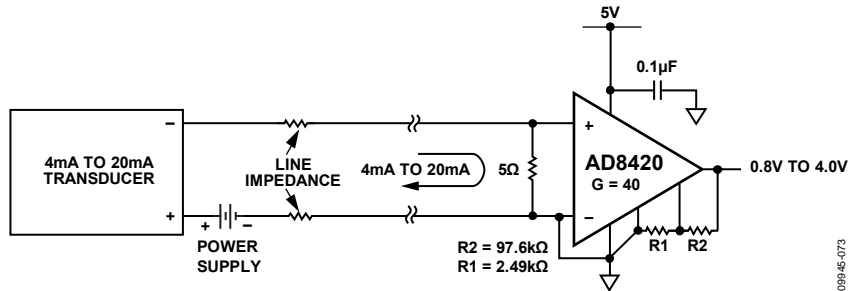 5V
0.1µF
–
+
4mA TO 20mA
TRANSDUCER
+
+ –
POWER
SUPPLY
LINE
IMPEDANCE
4mA TO 20mA
5Ω
+
–
AD8420
G = 40
0.8V TO 4.0V
R2 = 97.6kΩ
R1 = 2.49kΩ
R1
R2
09945-073